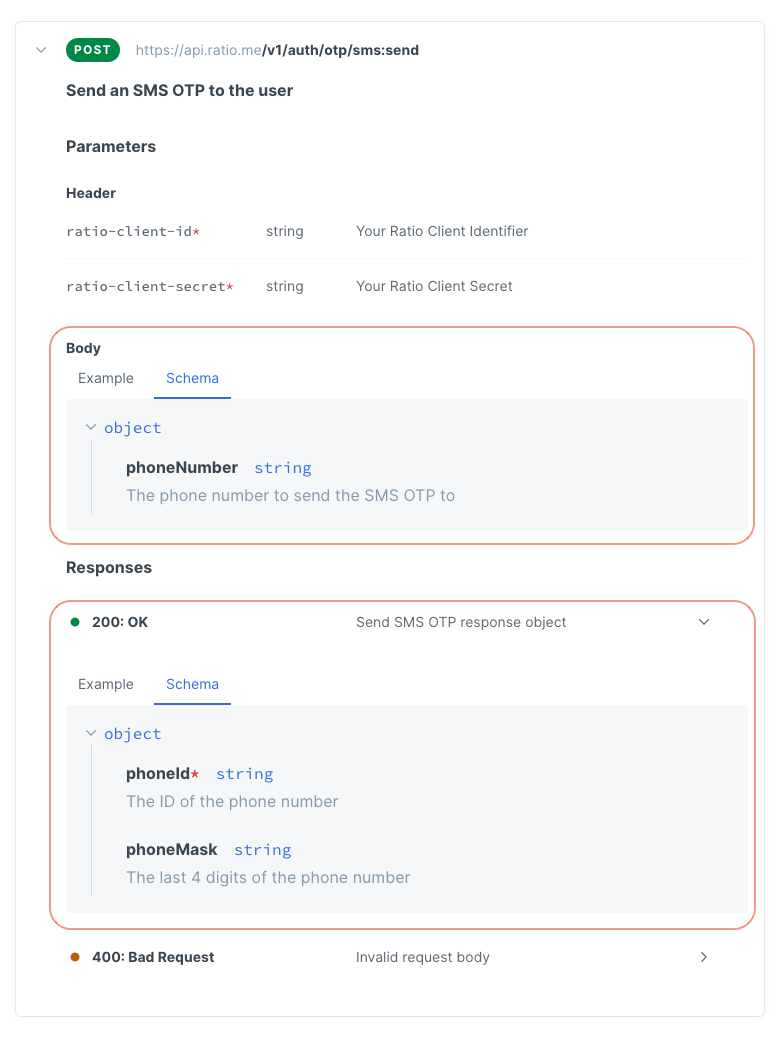 POST https://api.ratio.me/v1/auth/otp/sms:send
Send an SMS OTP to the user
Parameters
Header
ratio-client-id* string Your Ratio Client Identifier
ratio-client-secret* string Your Ratio Client Secret
Body
Example Schema
object
phoneNumber string
The phone number to send the SMS OTP to
Responses
200: OK Send SMS OTP response object
Example Schema
object
phoneId* string
The ID of the phone number
phoneMask string
The last 4 digits of the phone number
400: Bad Request Invalid request body